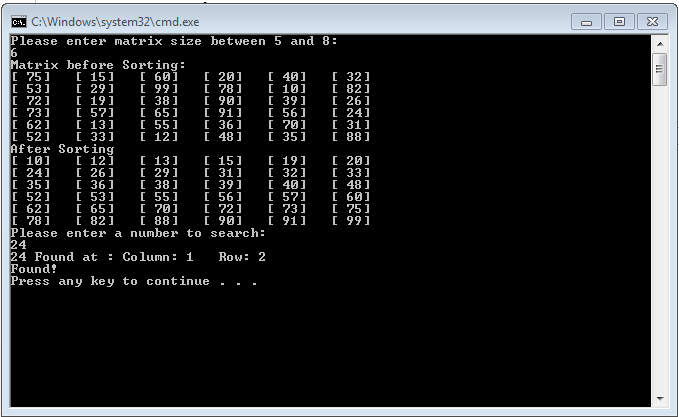 C:\Windows\system32\cmd.exe
Please enter matrix size between 5 and 8:
6
Matrix before Sorting:
[ 75] [ 15] [ 60] [ 20] [ 40] [ 32]
[ 53] [ 29] [ 99] [ 78] [ 10] [ 82]
[ 72] [ 19] [ 38] [ 90] [ 39] [ 26]
[ 73] [ 57] [ 65] [ 91] [ 56] [ 24]
[ 62] [ 13] [ 55] [ 36] [ 70] [ 31]
[ 52] [ 33] [ 12] [ 48] [ 35] [ 88]
After Sorting
[ 10] [ 12] [ 13] [ 15] [ 19] [ 20]
[ 24] [ 26] [ 29] [ 31] [ 32] [ 33]
[ 35] [ 36] [ 38] [ 39] [ 40] [ 48]
[ 52] [ 53] [ 55] [ 56] [ 57] [ 60]
[ 62] [ 65] [ 70] [ 72] [ 73] [ 75]
[ 78] [ 82] [ 88] [ 90] [ 91] [ 99]
Please enter a number to search:
24
24 Found at : Column: 1 Row: 2
Found!
Press any key to continue . . .